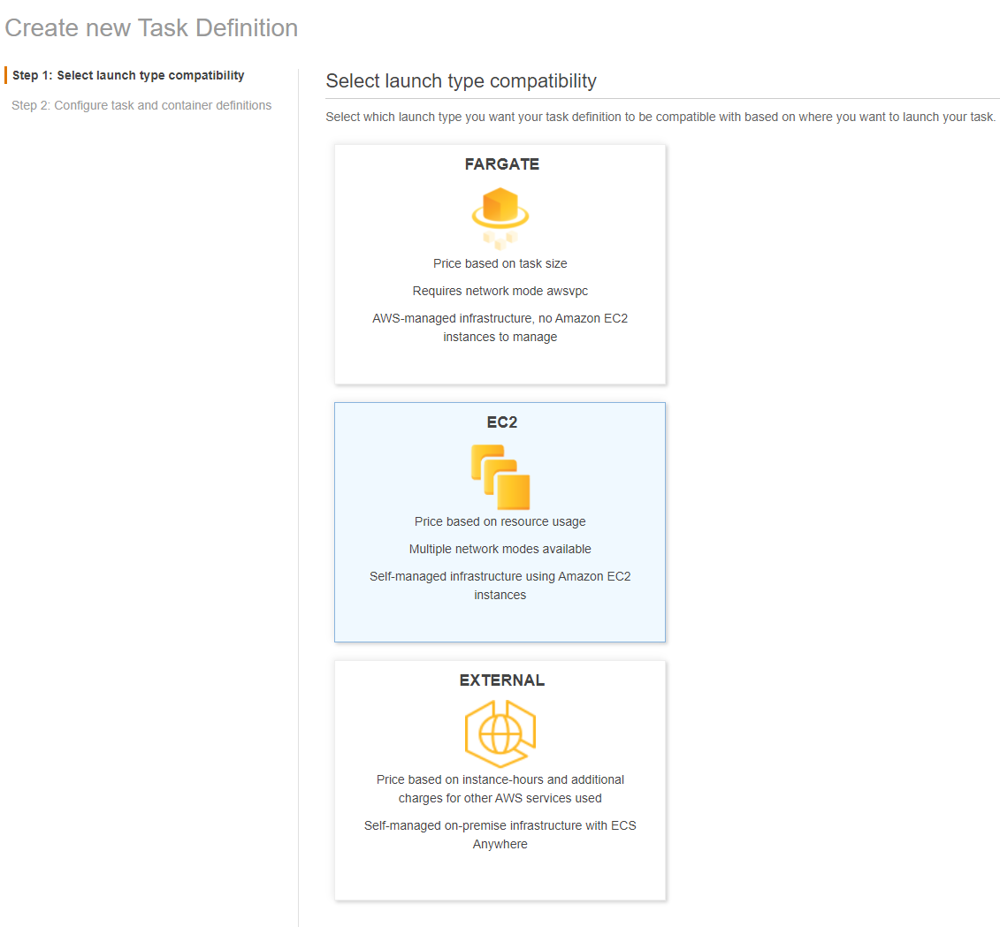 Create new Task Definition
Step 1: Select launch type compatibility
Step 2: Configure task and container definitions
Select launch type compatibility
Select which launch type you want your task definition to be compatible with based on where you want to launch your task.
FARGATE
Price based on task size
Requires network mode awsvpc
AWS-managed infrastructure, no Amazon EC2
instances to manage
EC2
Price based on resource usage
Multiple network modes available
Self-managed infrastructure using Amazon EC2
instances
EXTERNAL
Price based on instance-hours and additional
charges for other AWS services used
Self-managed on-premise infrastructure with ECS
Anywhere